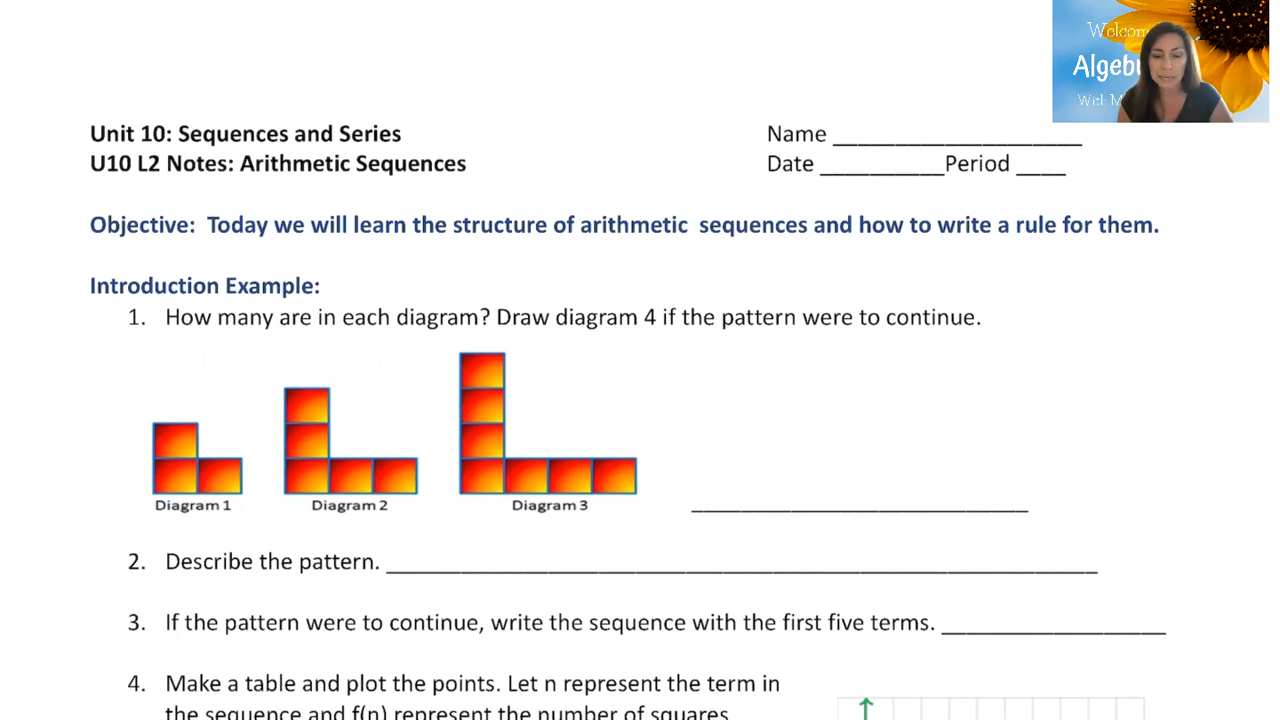 Welcom
Algeb
With M
Unit 10: Sequences and Series
Name ____________________
U10 L2 Notes: Arithmetic Sequences
Date __________Period ____
Objective:  Today we will learn the structure of arithmetic  sequences and how to write a rule for them.
Introduction Example:
1. How many are in each diagram? Draw diagram 4 if the pattern were to continue.
Diagram 1
Diagram 2
Diagram 3
___________________________
2. Describe the pattern. _________________________________________________________
3. If the pattern were to continue, write the sequence with the first five terms. __________________
4. Make a table and plot the points. Let n represent the term in
the sequence and f(n) represent the number of squares